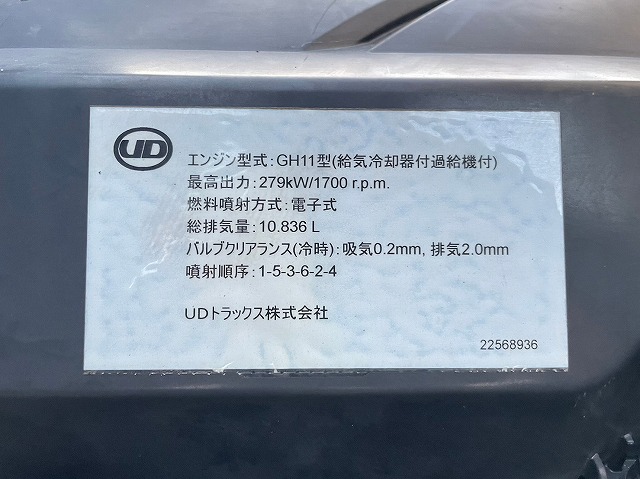 UD
エンジン型式:GH11型(給気冷却器付過給機付)
最高出力:279kW/1700 r.p.m.
燃料噴射方式:電子式
総排気量:10.836 L
バルブクリアランス(冷時):吸気0.2mm, 排気2.0mm
噴射順序:1-5-3-6-2-4
UDトラックス株式会社
22568936